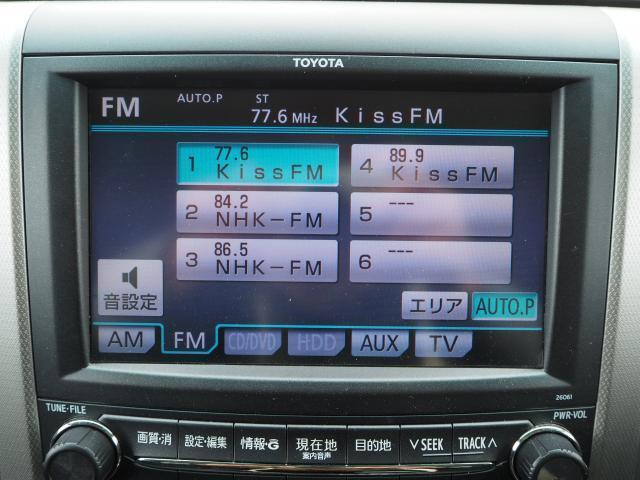 TOYOTA
FM AUTO.P ST 77.6 MHz KissFM
1 77.6 KissFM
2 84.2 NHK-FM
3 86.5 NHK-FM
4 89.9 KissFM
5 ---
6 ---
音設定
エリア AUTO.P
AM FM CD/DVD HDD AUX TV
26061
TUNE·FILE
PWR·VOL
画質·消 設定·編集 情報·G 現在地 目的地 ∨SEEK TRACK∧
案内音声